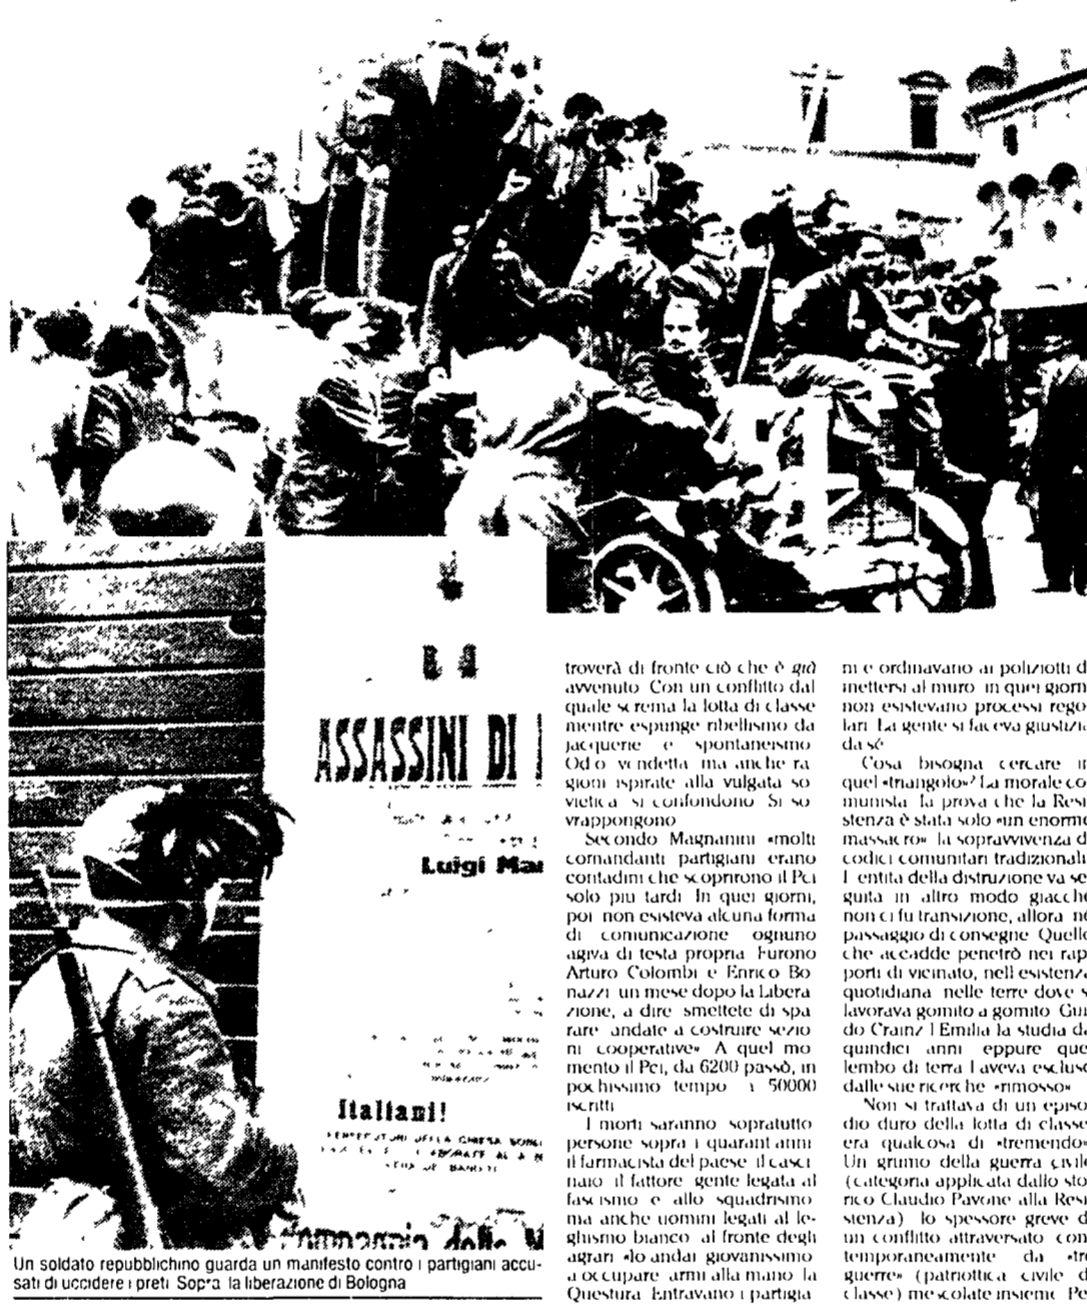 ASSASSINI DI
Luigi Mar
Italiani!
Un soldato repubblichino guarda un manifesto contro i partigiani accu-
sati di uccidere i preti Sopra la liberazione di Bologna
troverà di fronte ciò che è già
avvenuto Con un conflitto dal
quale si crema la lotta di classe
mentre espunge ribellismo da
jacquerie e spontaneismo
Odio vendetta ma anche ra
gioni ispirate alla vulgata so
vietica si confondono Si so
vrappongono
Secondo Magnanini «molti
comandanti partigiani erano
contadini che scoprirono il Pci
solo più tardi In quei giorni,
poi non esisteva alcuna forma
di comunicazione ognuno
agiva di testa propria Furono
Arturo Colombi e Enrico Bo
nazzi un mese dopo la Libera
zione, a dire smettete di spa
rare andate a costruire sezio
ni cooperative» A quel mo
mento il Pci, da 6200 passò, in
pochissimo tempo a 50000
iscritti
I morti saranno sopratutto
persone sopra i quarant anni
il farmacista del paese il casci
naio il fattore gente legata al
fascismo e allo squadrismo
ma anche uomini legati al le-
ghismo bianco al fronte degli
agrari «Io andai giovanissimo
a occupare armi alla mano la
Questura Entravano i partigia
ni e ordinavano ai poliziotti d
mettersi al muro in quei giorn
non esistevano processi rego
lari La gente si faceva giustizia
da sé
Cosa bisogna cercare in
quel «triangolo»? La morale co
munista la prova che la Resi
stenza è stata solo «un enorme
massacro» la sopravvivenza d
codici comunitari tradizionali
L entità della distruzione va se
guita in altro modo giacché
non ci fu transizione, allora né
passaggio di consegne Quello
che accadde penetrò nei rap
porti di vicinato, nell esistenza
quotidiana nelle terre dove s
lavorava gomito a gomito Gui
do Crainz l Emilia la studia da
quindici anni eppure quel
lembo di terra l aveva escluso
dalle sue ricerche «rimosso»
Non si trattava di un episo
dio duro della lotta di classe
era qualcosa di «tremendo»
Un grumo della guerra civile
(categoria applicata dallo sto
rico Claudio Pavone alla Resi
stenza) lo spessore greve d
un conflitto attraversato con
temporaneamente da «tre
guerre» (patriottica civile d
classe) mescolate insieme Po